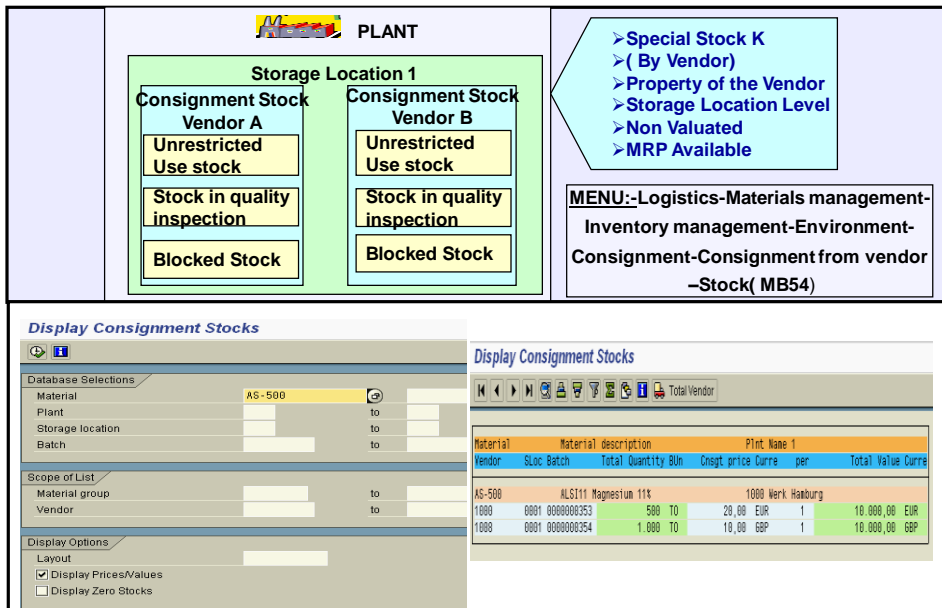 PLANT
Storage Location 1
Consignment Stock
Vendor A
Unrestricted
Use stock
Stock in quality
inspection
Blocked Stock
Consignment Stock
Vendor B
Unrestricted
Use stock
Stock in quality
inspection
Blocked Stock
➢Special Stock K
➢( By Vendor)
➢Property of the Vendor
➢Storage Location Level
➢Non Valuated
➢MRP Available
MENU:-Logistics-Materials management-
Inventory management-Environment-
Consignment-Consignment from vendor
–Stock( MB54)
Display Consignment Stocks
Database Selections
Material AS-500
Plant to
Storage location to
Batch to
Scope of List
Material group to
Vendor to
Display Options
Layout
Display Prices/Values
Display Zero Stocks
Display Consignment Stocks
Total Vendor
Material Material description Plnt Name 1
Vendor SLoc Batch Total Quantity BUn Cnsgt price Curre per Total Value Curre
AS-500 ALSI11 Magnesium 11% 1000 Werk Hamburg
1000 0001 0000000353 500 TO 20,00 EUR 1 10.000,00 EUR
1008 0001 0000000354 1.000 TO 10,00 GBP 1 10.000,00 GBP